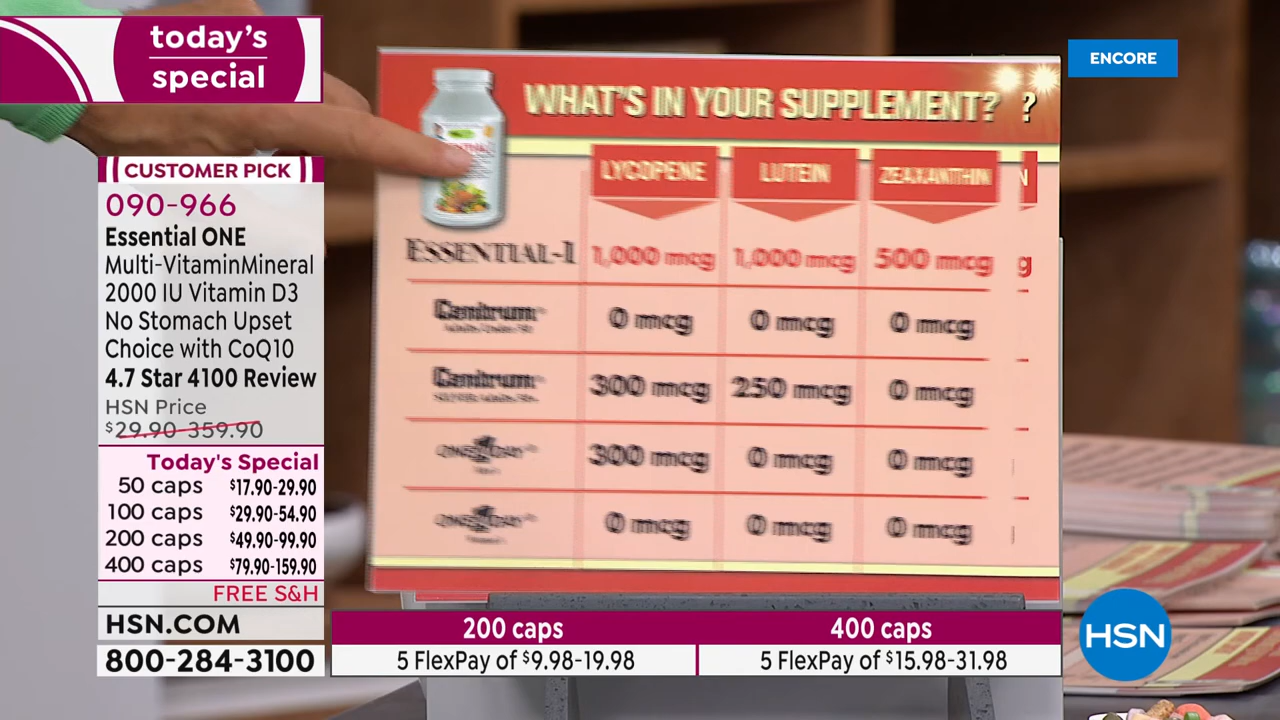 today's
special
ENCORE
CUSTOMER PICK
090-966
Essential ONE
Multi-VitaminMineral
2000 IU Vitamin D3
No Stomach Upset
Choice with CoQ10
4.7 Star 4100 Review
HSN Price
$29.90-359.90
Today's Special
50 caps $17.90-29.90
100 caps $29.90-54.90
200 caps $49.90-99.90
400 caps $79.90-159.90
FREE S&H
HSN.COM
800-284-3100
WHAT'S IN YOUR SUPPLEMENT? ?
LYCOPENE LUTEIN ZEAXANTHIN N
ESSENTIAL-1 1,000 mcg 1,000 mcg 500 mcg g
Centrum 0 mcg 0 mcg 0 mcg
Centrum 300 mcg 250 mcg 0 mcg
ONE A DAY 300 mcg 0 mcg 0 mcg
ONE A DAY 0 mcg 0 mcg 0 mcg
200 caps 400 caps
5 FlexPay of $9.98-19.98 5 FlexPay of $15.98-31.98
HSN